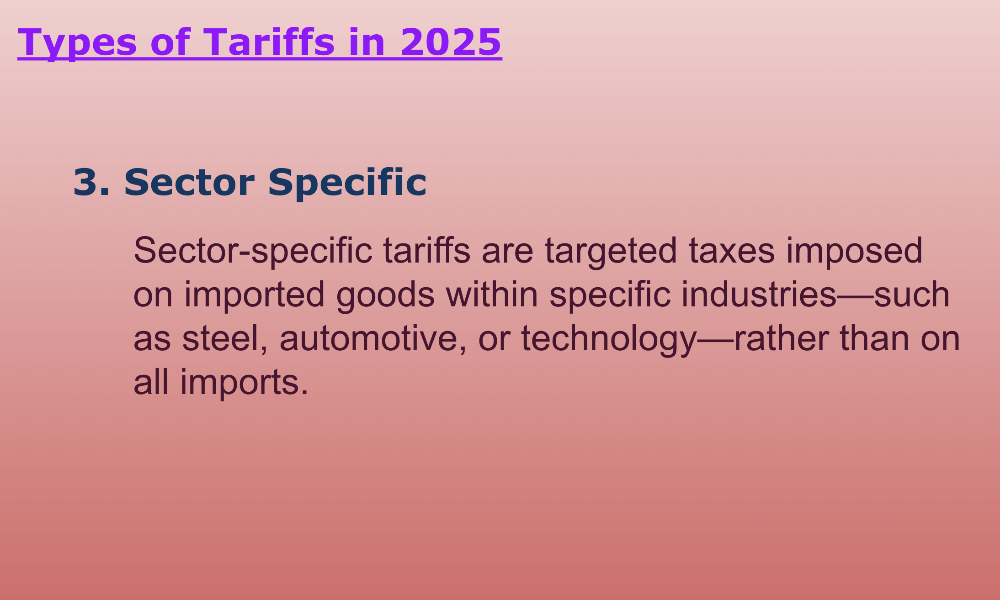 Types of Tariffs in 2025
3. Sector Specific
Sector-specific tariffs are targeted taxes imposed
on imported goods within specific industries—such
as steel, automotive, or technology—rather than on
all imports.